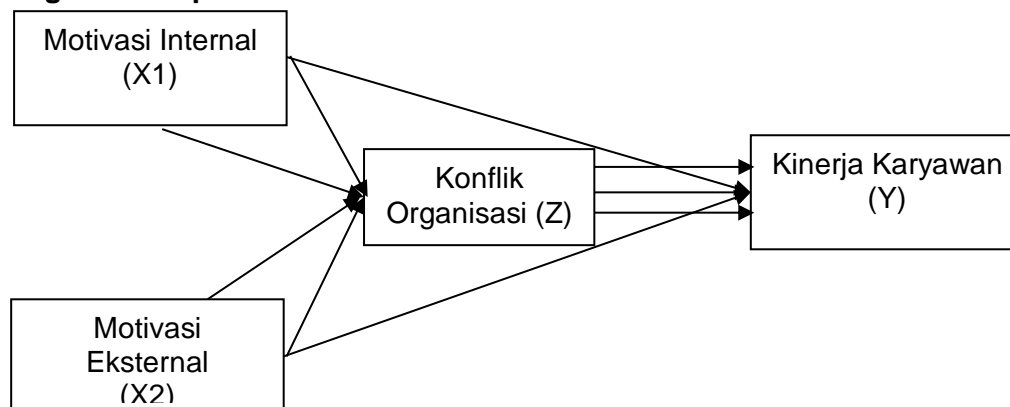 Motivasi Internal
(X1)
Konflik
Organisasi (Z)
Kinerja Karyawan
(Y)
Motivasi
Eksternal
(X2)